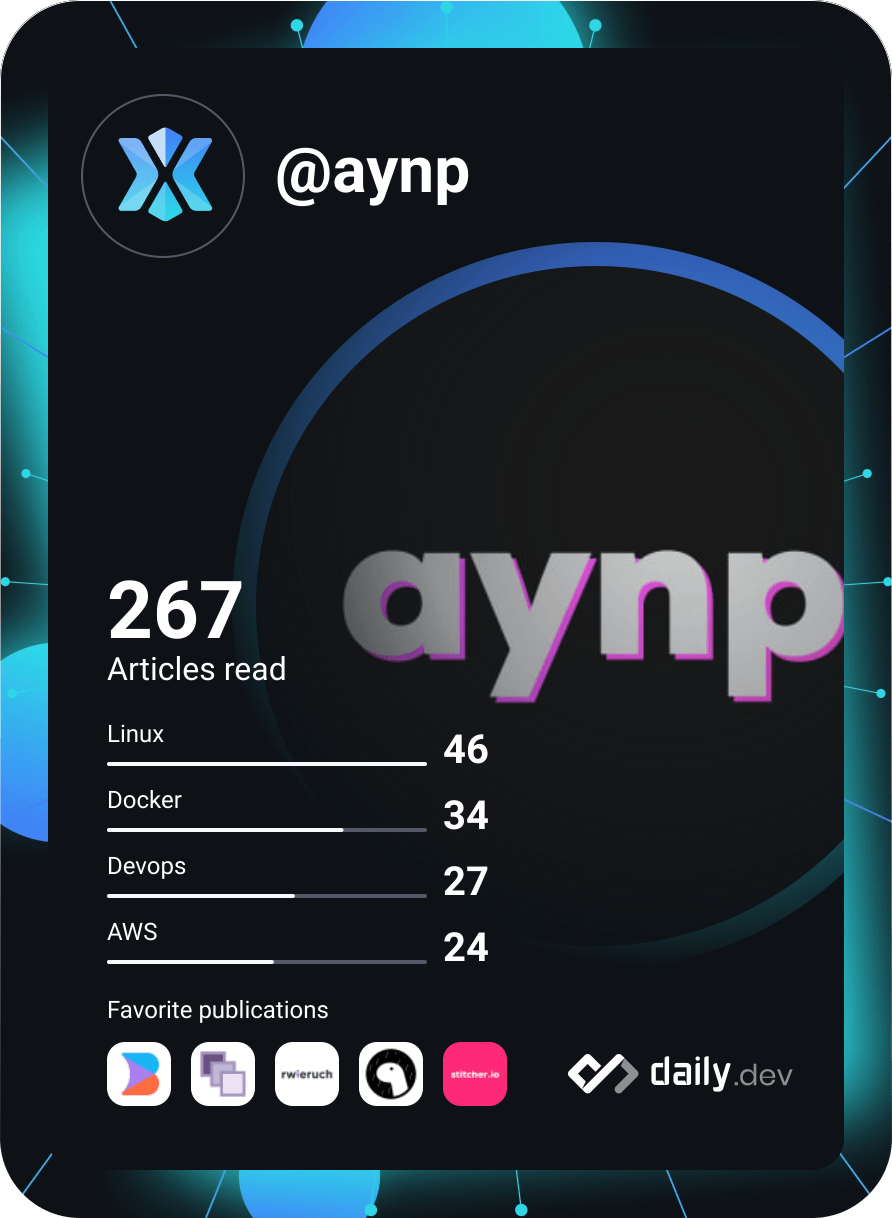 @aynp
aynp
267
Articles read
Linux
46
Docker
34
Devops
27
AWS
24
Favorite publications
rwieruch
stitcher.io
daily.dev